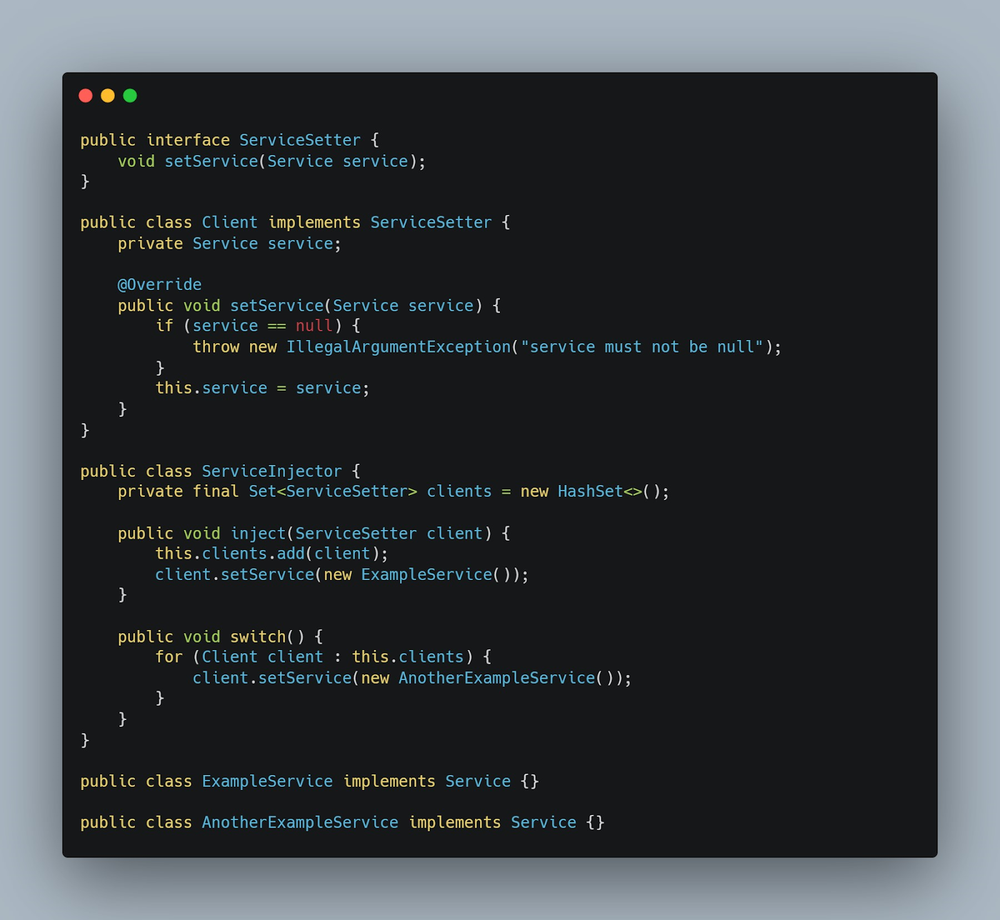 public interface ServiceSetter {
    void setService(Service service);
}

public class Client implements ServiceSetter {
    private Service service;

    @Override
    public void setService(Service service) {
        if (service == null) {
            throw new IllegalArgumentException("service must not be null");
        }
        this.service = service;
    }
}

public class ServiceInjector {
    private final Set<ServiceSetter> clients = new HashSet<>();

    public void inject(ServiceSetter client) {
        this.clients.add(client);
        client.setService(new ExampleService());
    }

    public void switch() {
        for (Client client : this.clients) {
            client.setService(new AnotherExampleService());
        }
    }
}

public class ExampleService implements Service {}

public class AnotherExampleService implements Service {}